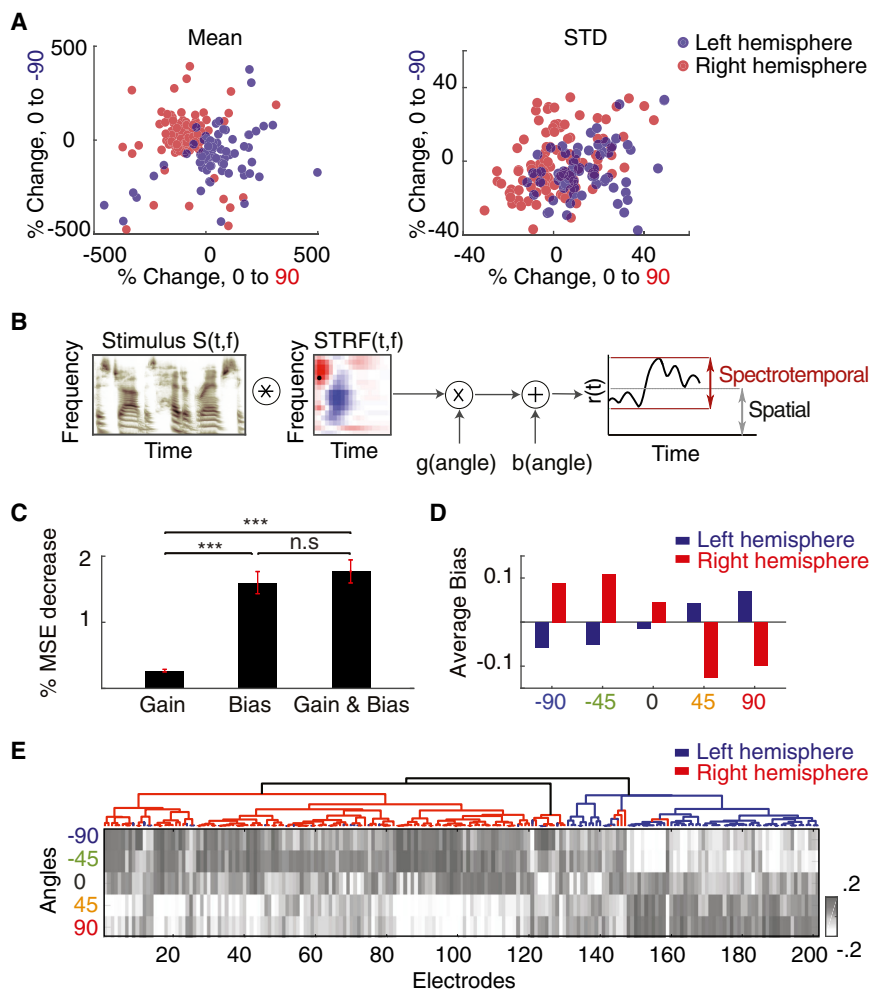 A
Mean
STD
Left hemisphere
Right hemisphere
% Change, 0 to -90
500
0
-500
-500
0
500
% Change, 0 to 90
% Change, 0 to -90
40
0
-40
-40
0
40
% Change, 0 to 90
B
Stimulus S(t,f)
Frequency
Time
STRF(t,f)
Frequency
Time
x
+
g(angle)
b(angle)
r̂(t)
Spectrotemporal
Spatial
Time
C
% MSE decrease
2
1
***
***
n.s
Gain
Bias
Gain & Bias
D
Left hemisphere
Right hemisphere
Average Bias
0.1
-0.1
-90
-45
0
45
90
E
Left hemisphere
Right hemisphere
Angles
-90
-45
0
45
90
20
40
60
80
100
120
140
160
180
200
Electrodes
.2
-.2